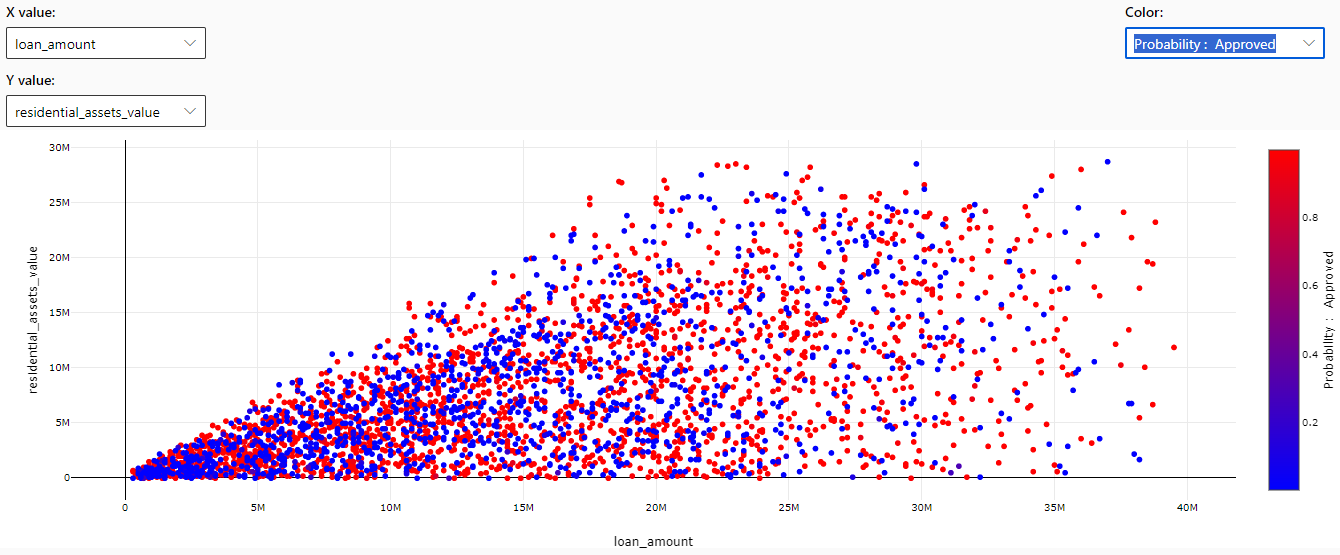 X value:
Color:
loan_amount
Probability : Approved
Y value:
residential_assets_value
30M
25M
20M
15M
10M
5M
0
residential_assets_value
0
5M
10M
15M
20M
25M
30M
35M
40M
loan_amount
0.8
0.6
0.4
0.2
Probability : Approved